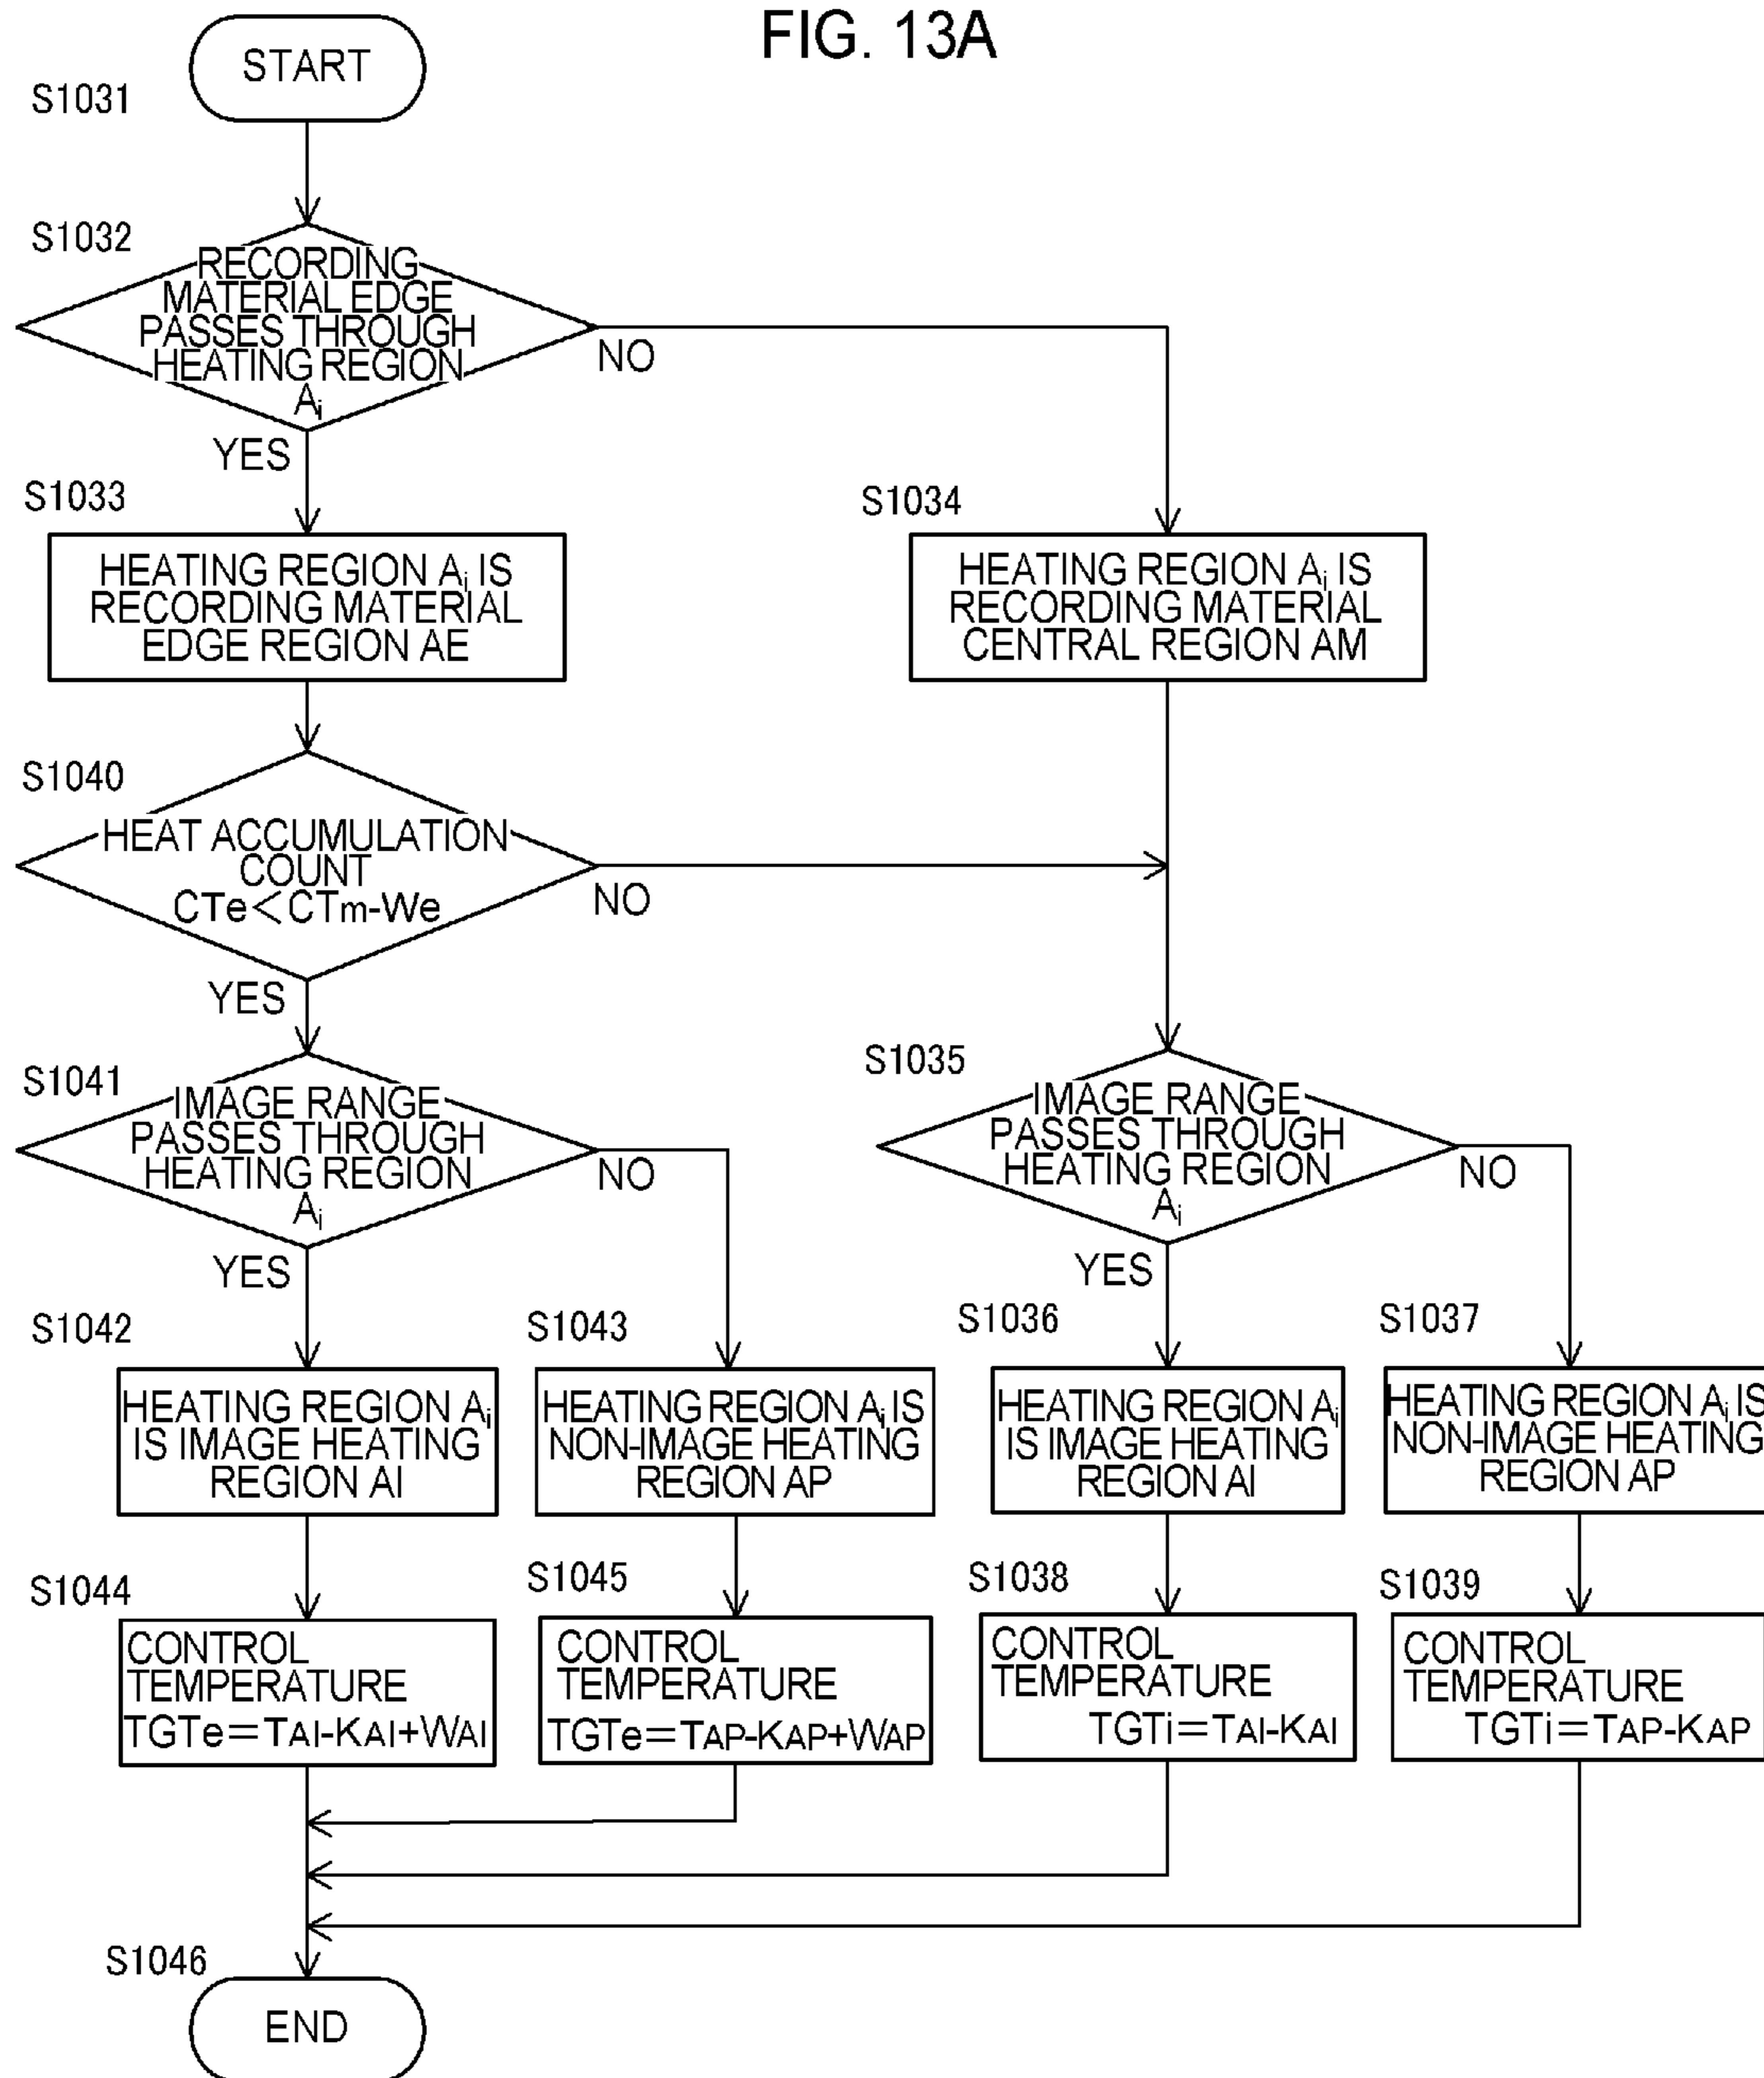 FIG. 13A
START
S1031
S1032
RECORDING
MATERIAL EDGE
PASSES THROUGH
HEATING REGION
Ai
NO
YES
S1033
HEATING REGION Ai IS
RECORDING MATERIAL
EDGE REGION AE
S1034
HEATING REGION Ai IS
RECORDING MATERIAL
CENTRAL REGION AM
S1040
HEAT ACCUMULATION
COUNT
CTe<CTm-We
NO
YES
S1041
IMAGE RANGE
PASSES THROUGH
HEATING REGION
Ai
NO
YES
S1035
IMAGE RANGE
PASSES THROUGH
HEATING REGION
Ai
NO
YES
S1042
HEATING REGION Ai
IS IMAGE HEATING
REGION AI
S1043
HEATING REGION Ai IS
NON-IMAGE HEATING
REGION AP
S1036
HEATING REGION Ai
IS IMAGE HEATING
REGION AI
S1037
HEATING REGION Ai IS
NON-IMAGE HEATING
REGION AP
S1044
CONTROL
TEMPERATURE
TGTe=TAI-KAI+WAI
S1045
CONTROL
TEMPERATURE
TGTe=TAP-KAP+WAP
S1038
CONTROL
TEMPERATURE
TGTi=TAI-KAI
S1039
CONTROL
TEMPERATURE
TGTi=TAP-KAP
S1046
END